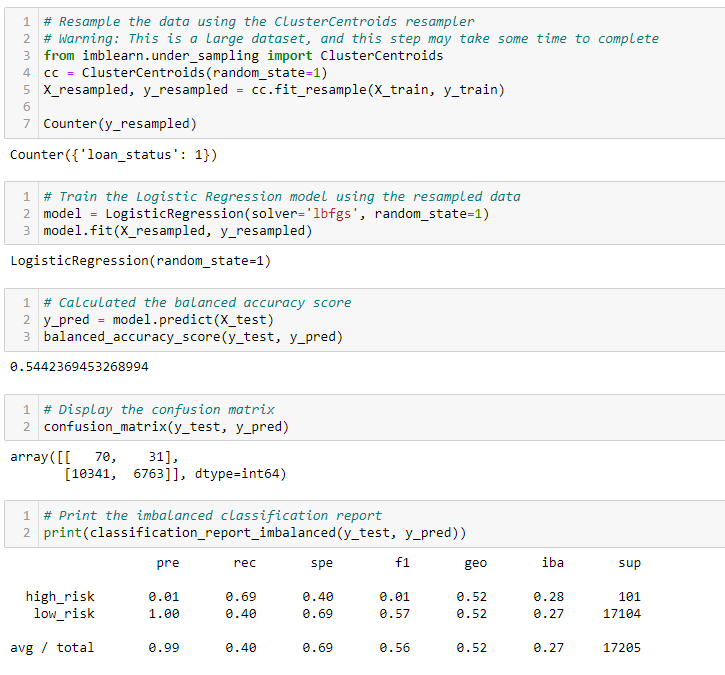 1 # Resample the data using the ClusterCentroids resampler
2 # Warning: This is a large dataset, and this step may take some time to complete
3 from imblearn.under_sampling import ClusterCentroids
4 cc = ClusterCentroids(random_state=1)
5 X_resampled, y_resampled = cc.fit_resample(X_train, y_train)
6
7 Counter(y_resampled)
Counter({'loan_status': 1})
1 # Train the Logistic Regression model using the resampled data
2 model = LogisticRegression(solver='lbfgs', random_state=1)
3 model.fit(X_resampled, y_resampled)
LogisticRegression(random_state=1)
1 # Calculated the balanced accuracy score
2 y_pred = model.predict(X_test)
3 balanced_accuracy_score(y_test, y_pred)
0.5442369453268994
1 # Display the confusion matrix
2 confusion_matrix(y_test, y_pred)
array([[   70,    31],
       [10341,  6763]], dtype=int64)
1 # Print the imbalanced classification report
2 print(classification_report_imbalanced(y_test, y_pred))
pre rec spe f1 geo iba sup
high_risk 0.01 0.69 0.40 0.01 0.52 0.28 101
low_risk 1.00 0.40 0.69 0.57 0.52 0.27 17104
avg / total 0.99 0.40 0.69 0.56 0.52 0.27 17205